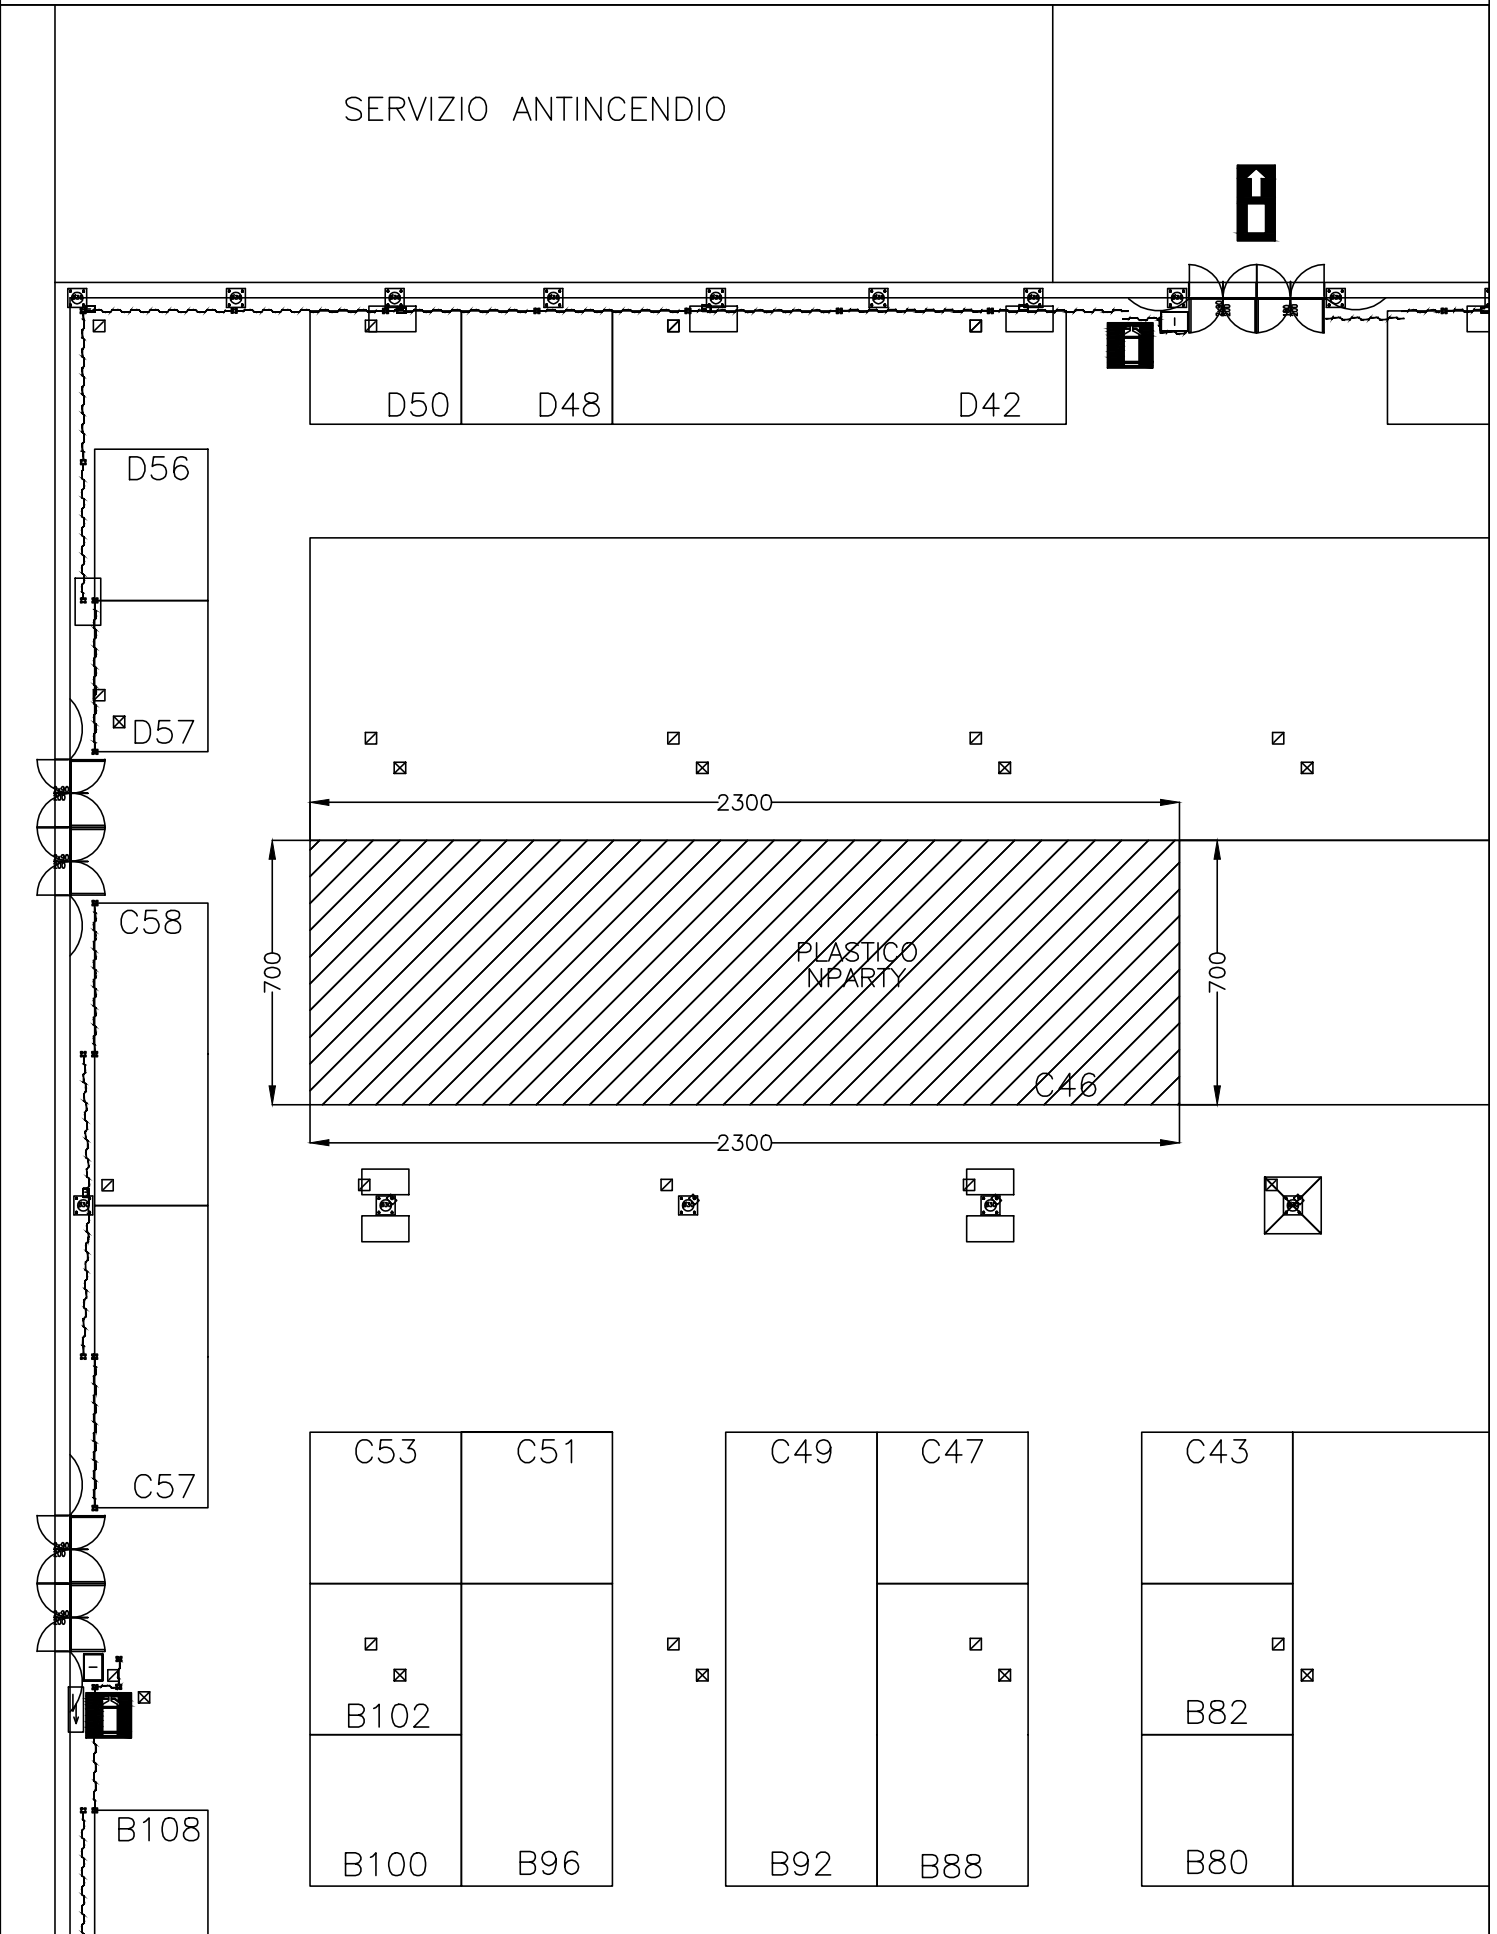 SERVIZIO ANTINCENDIO
D50
D48
D42
D56
D57
2300
C58
700
PLASTICO
NPARTY
700
C46
2300
C57
C53
C51
C49
C47
C43
B102
B82
B108
B100
B96
B92
B88
B80